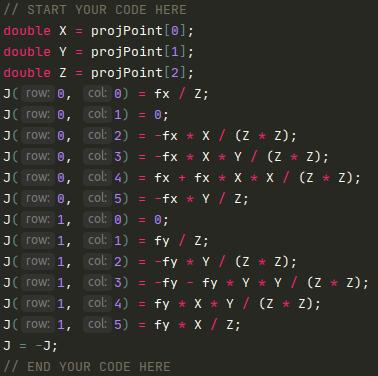 // START YOUR CODE HERE
double X = projPoint[0];
double Y = projPoint[1];
double Z = projPoint[2];
J( row: 0, col: 0) = fx / Z;
J( row: 0, col: 1) = 0;
J( row: 0, col: 2) = -fx * X / (Z * Z);
J( row: 0, col: 3) = -fx * X * Y / (Z * Z);
J( row: 0, col: 4) = fx + fx * X * X / (Z * Z);
J( row: 0, col: 5) = -fx * Y / Z;
J( row: 1, col: 0) = 0;
J( row: 1, col: 1) = fy / Z;
J( row: 1, col: 2) = -fy * Y / (Z * Z);
J( row: 1, col: 3) = -fy - fy * Y * Y / (Z * Z);
J( row: 1, col: 4) = fy * X * Y / (Z * Z);
J( row: 1, col: 5) = fy * X / Z;
J = -J;
// END YOUR CODE HERE